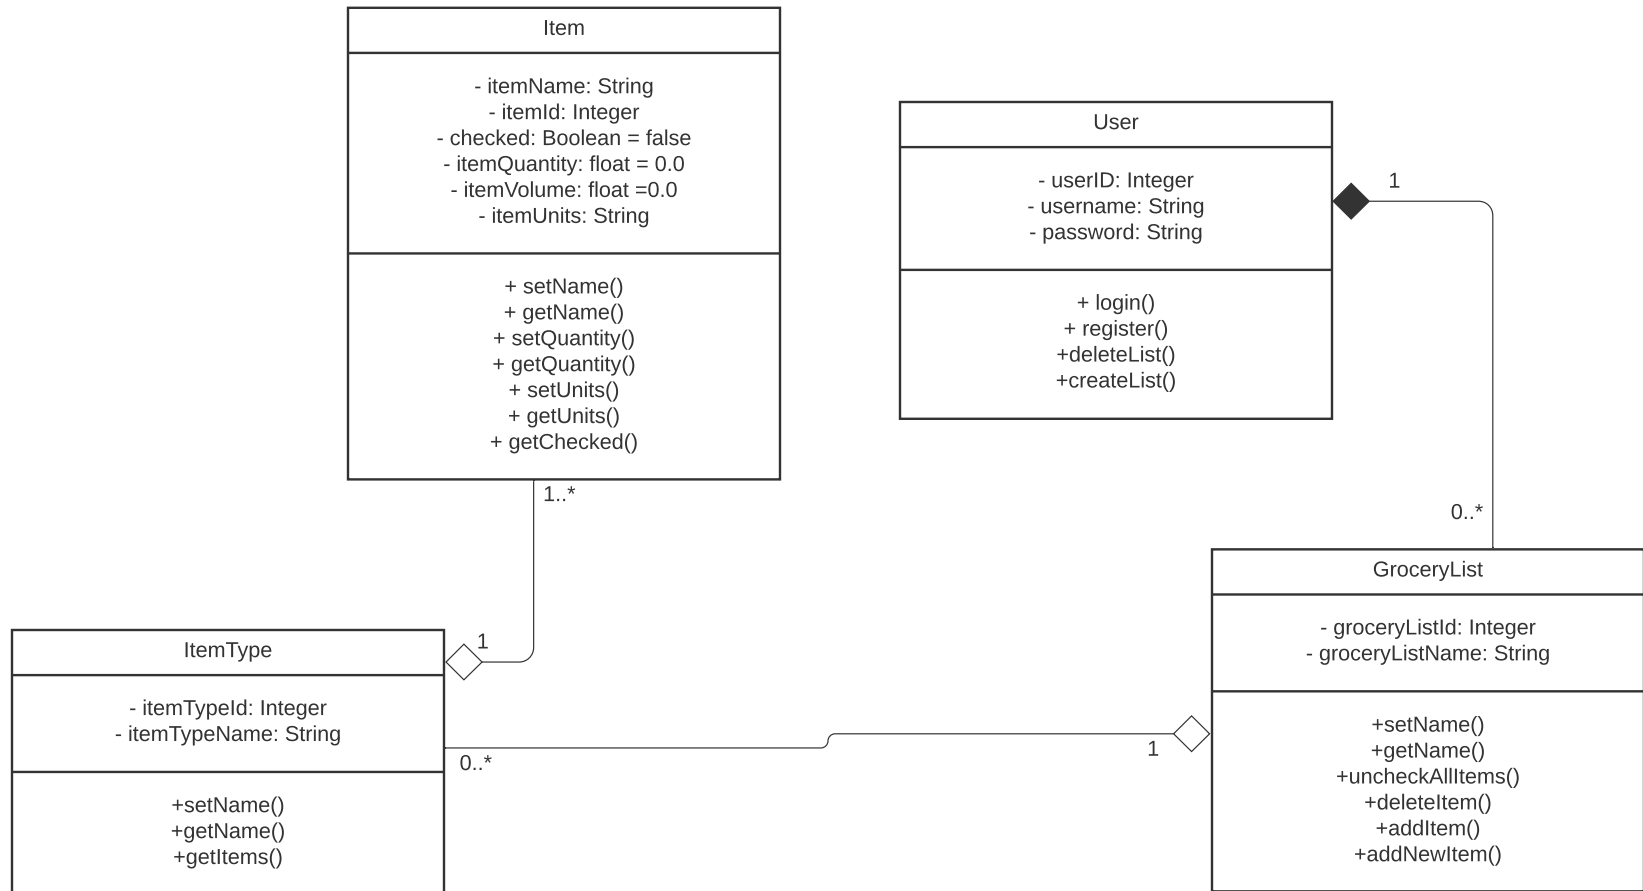 Item
- itemName: String
- itemId: Integer
- checked: Boolean = false
- itemQuantity: float = 0.0
- itemVolume: float =0.0
- itemUnits: String
+ setName()
+ getName()
+ setQuantity()
+ getQuantity()
+ setUnits()
+ getUnits()
+ getChecked()
1..*
User
- userID: Integer
- username: String
- password: String
+ login()
+ register()
+deleteList()
+createList()
1
0..*
ItemType
- itemTypeId: Integer
- itemTypeName: String
+setName()
+getName()
+getItems()
1
0..*
1
GroceryList
- groceryListId: Integer
- groceryListName: String
+setName()
+getName()
+uncheckAllItems()
+deleteItem()
+addItem()
+addNewItem()